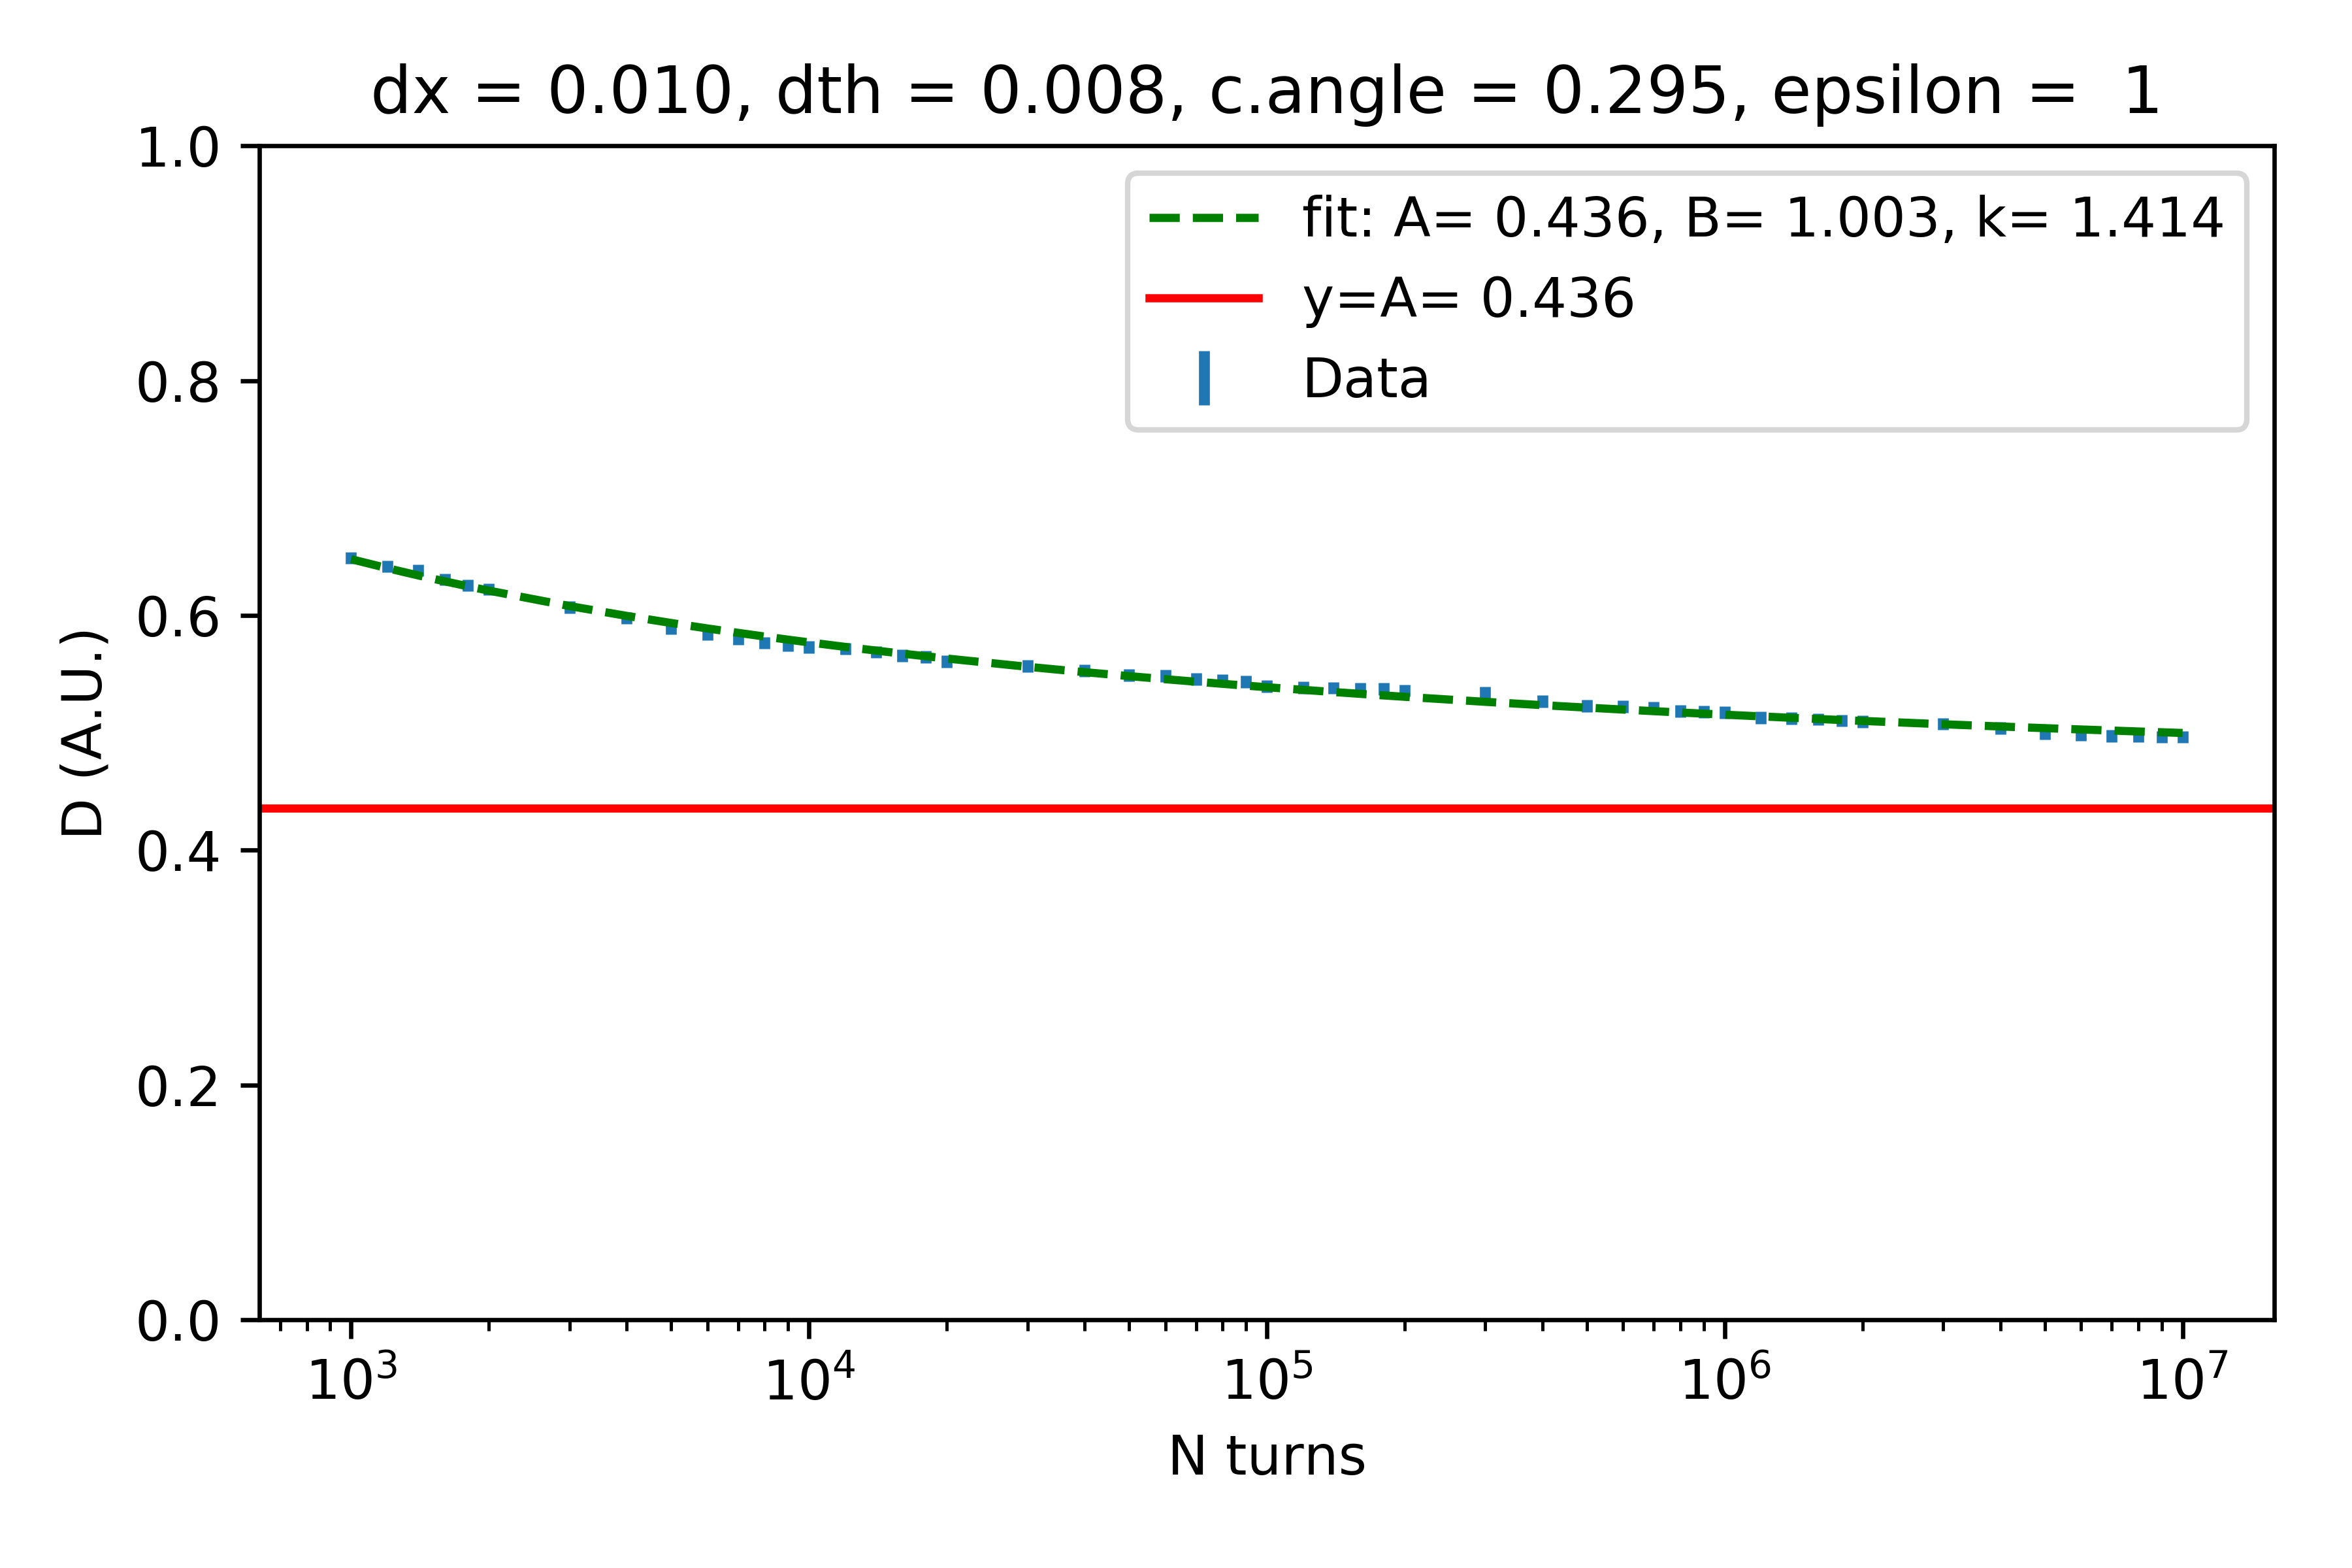 dx = 0.010, dth = 0.008, c.angle = 0.295, epsilon =  1
1.0
fit: A= 0.436, B= 1.003, k= 1.414
y=A= 0.436
Data
0.8
0.6
D (A.U.)
0.4
0.2
0.0
10³ 10⁴ 10⁵ 10⁶ 10⁷
N turns